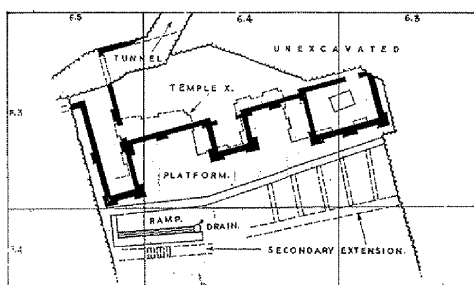 6.5 6.4 6.3
TUNNEL
UNEXCAVATED
TEMPLE X.
PLATFORM.
RAMP.
DRAIN.
SECONDARY EXTENSION.